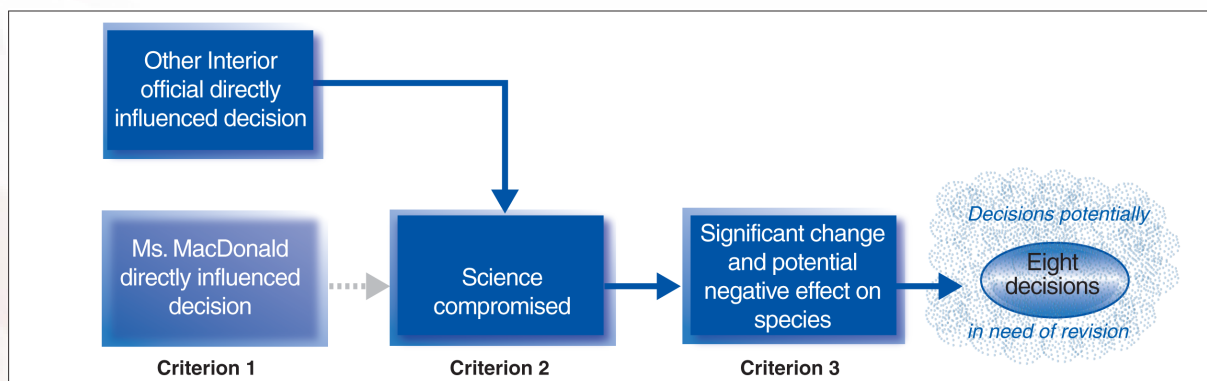 Other Interior
official directly
influenced decision
Ms. MacDonald
directly influenced
decision
Criterion 1
Science
compromised
Criterion 2
Significant change
and potential
negative effect on
species
Criterion 3
Decisions potentially
Eight
decisions
in need of revision